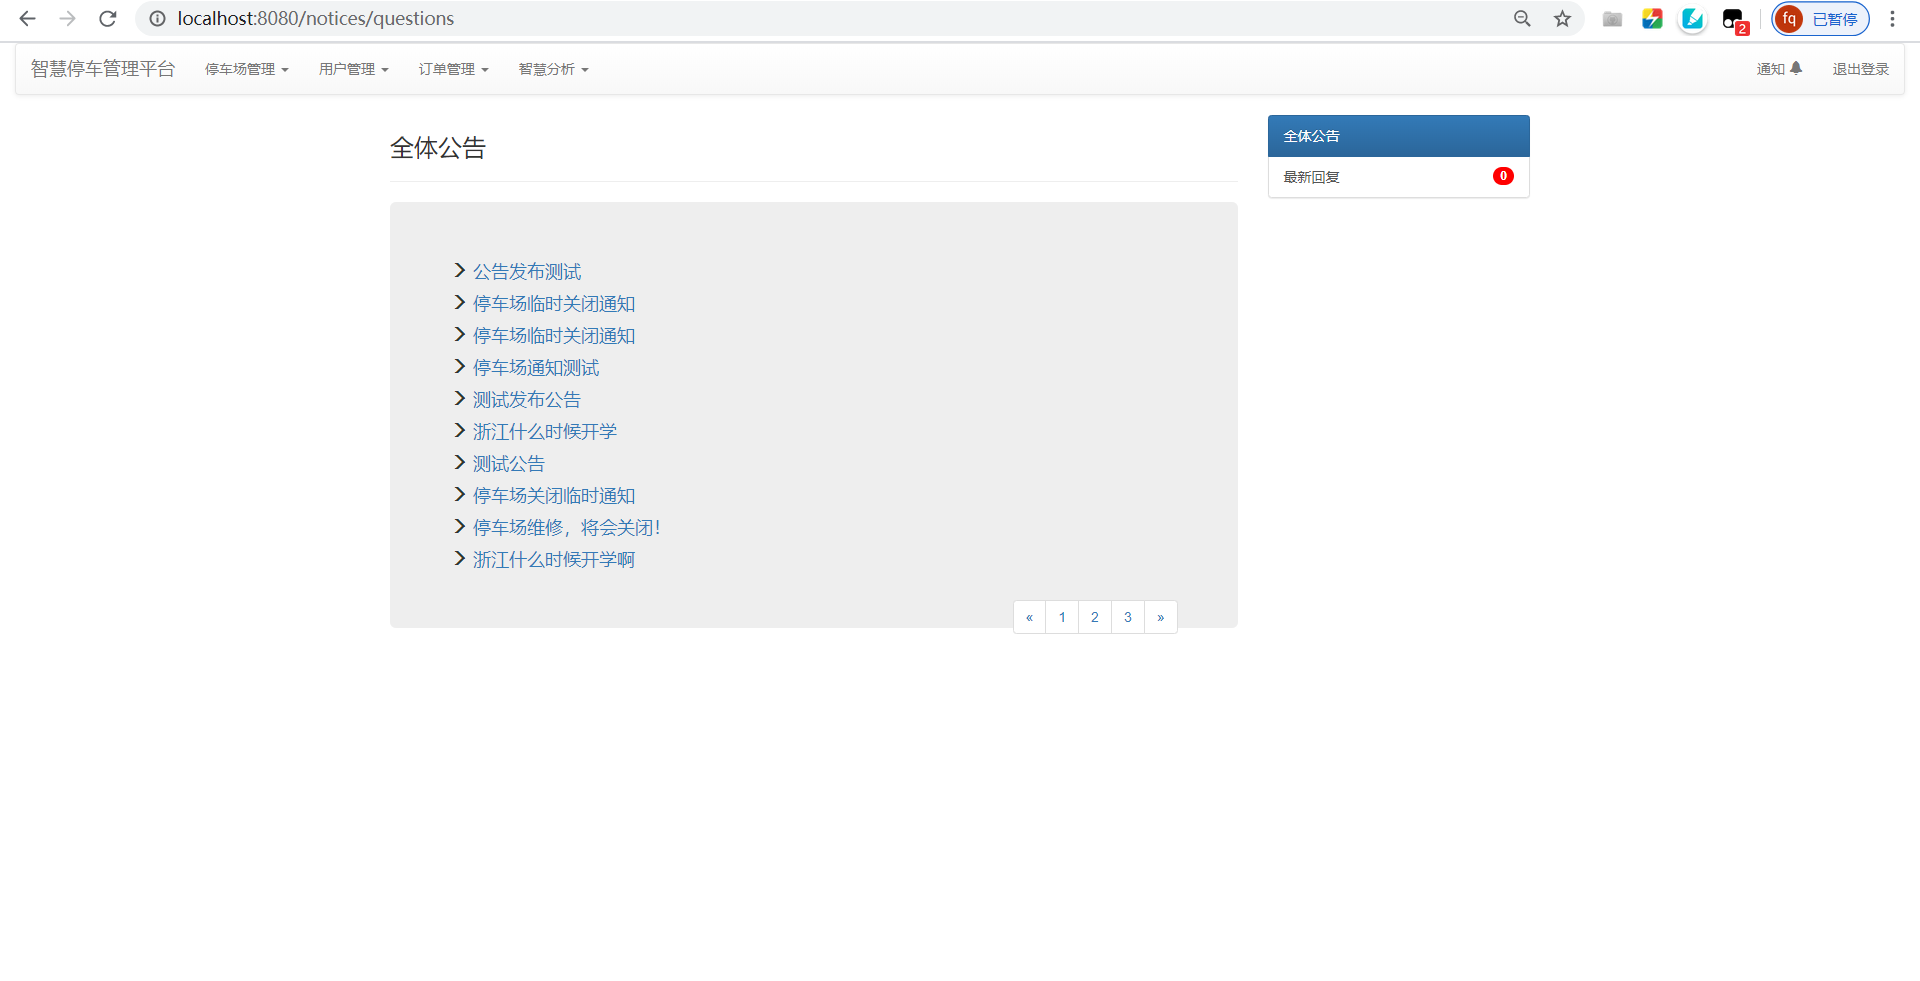 localhost:8080/notices/questions
2
fq 已暂停
智慧停车管理平台 停车场管理 用户管理 订单管理 智慧分析 通知 退出登录
全体公告
公告发布测试
停车场临时关闭通知
停车场临时关闭通知
停车场通知测试
测试发布公告
浙江什么时候开学
测试公告
停车场关闭临时通知
停车场维修，将会关闭！
浙江什么时候开学啊
« 1 2 3 »
全体公告
最新回复 0